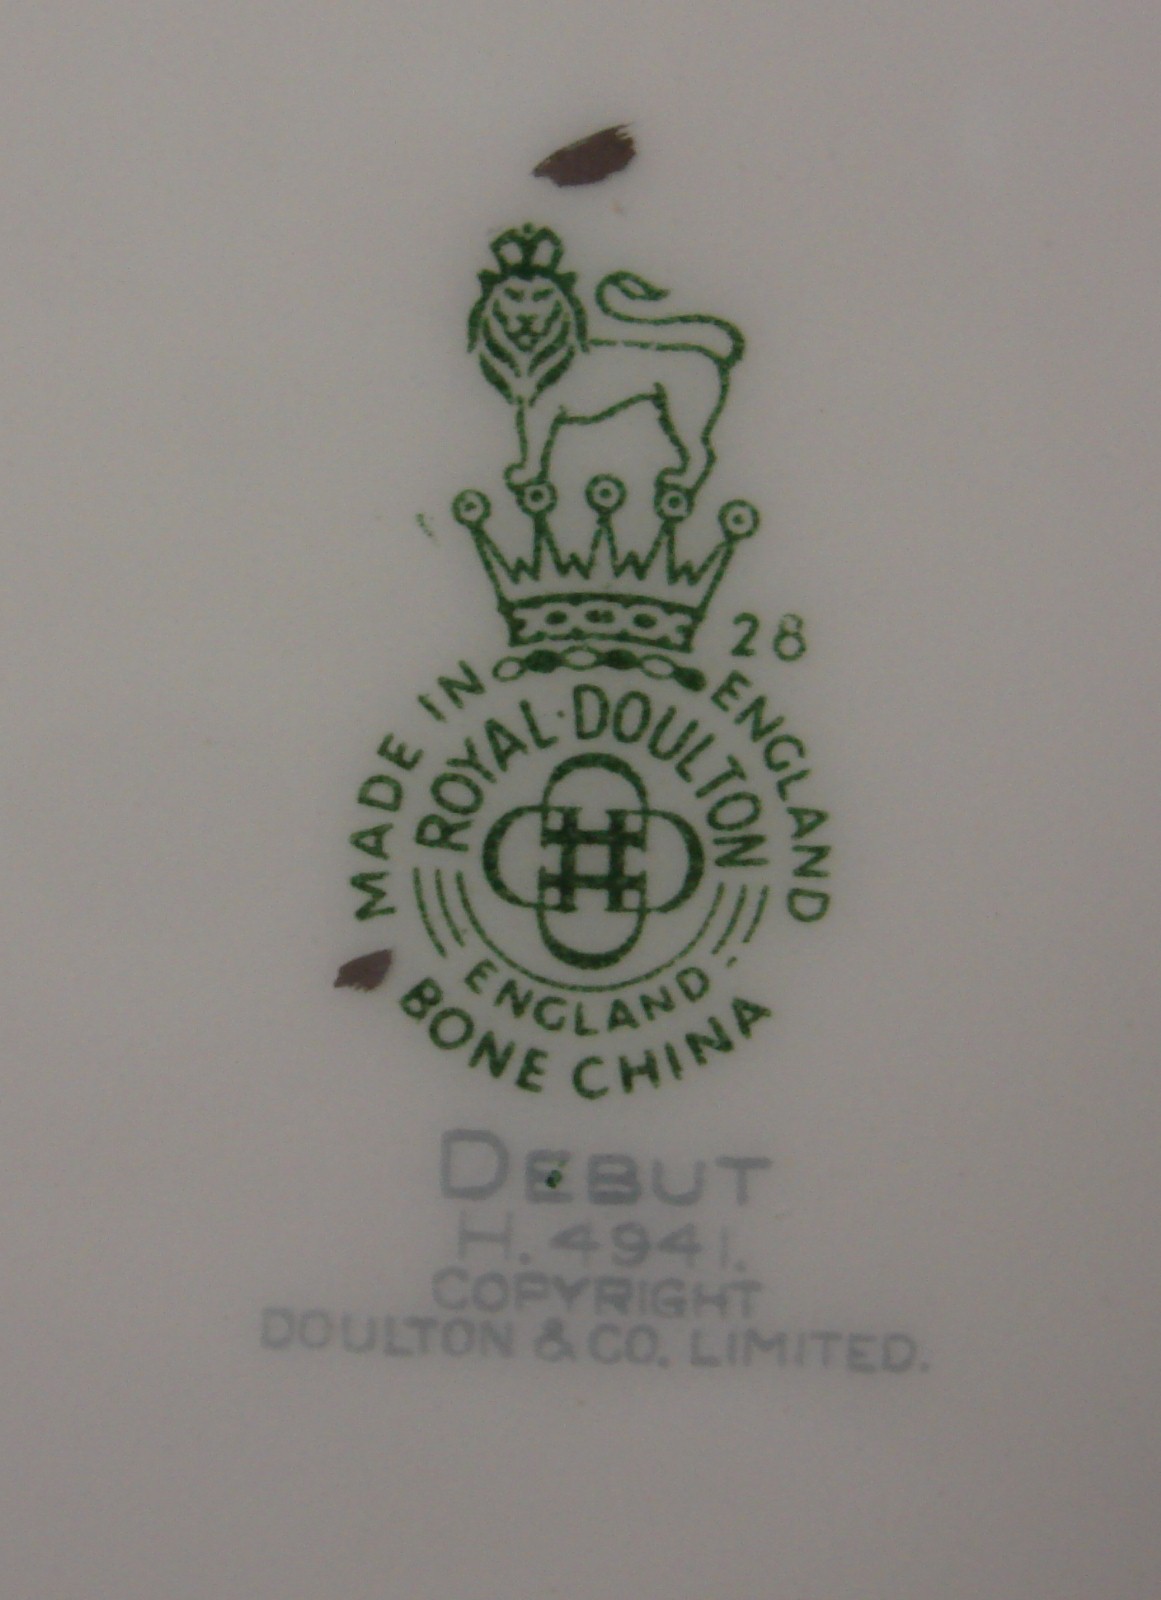 28
MADE IN ENGLAND
ROYAL·DOULTON
ENGLAND
BONE CHINA
DEBUT
H. 4941.
COPYRIGHT
DOULTON & CO. LIMITED.